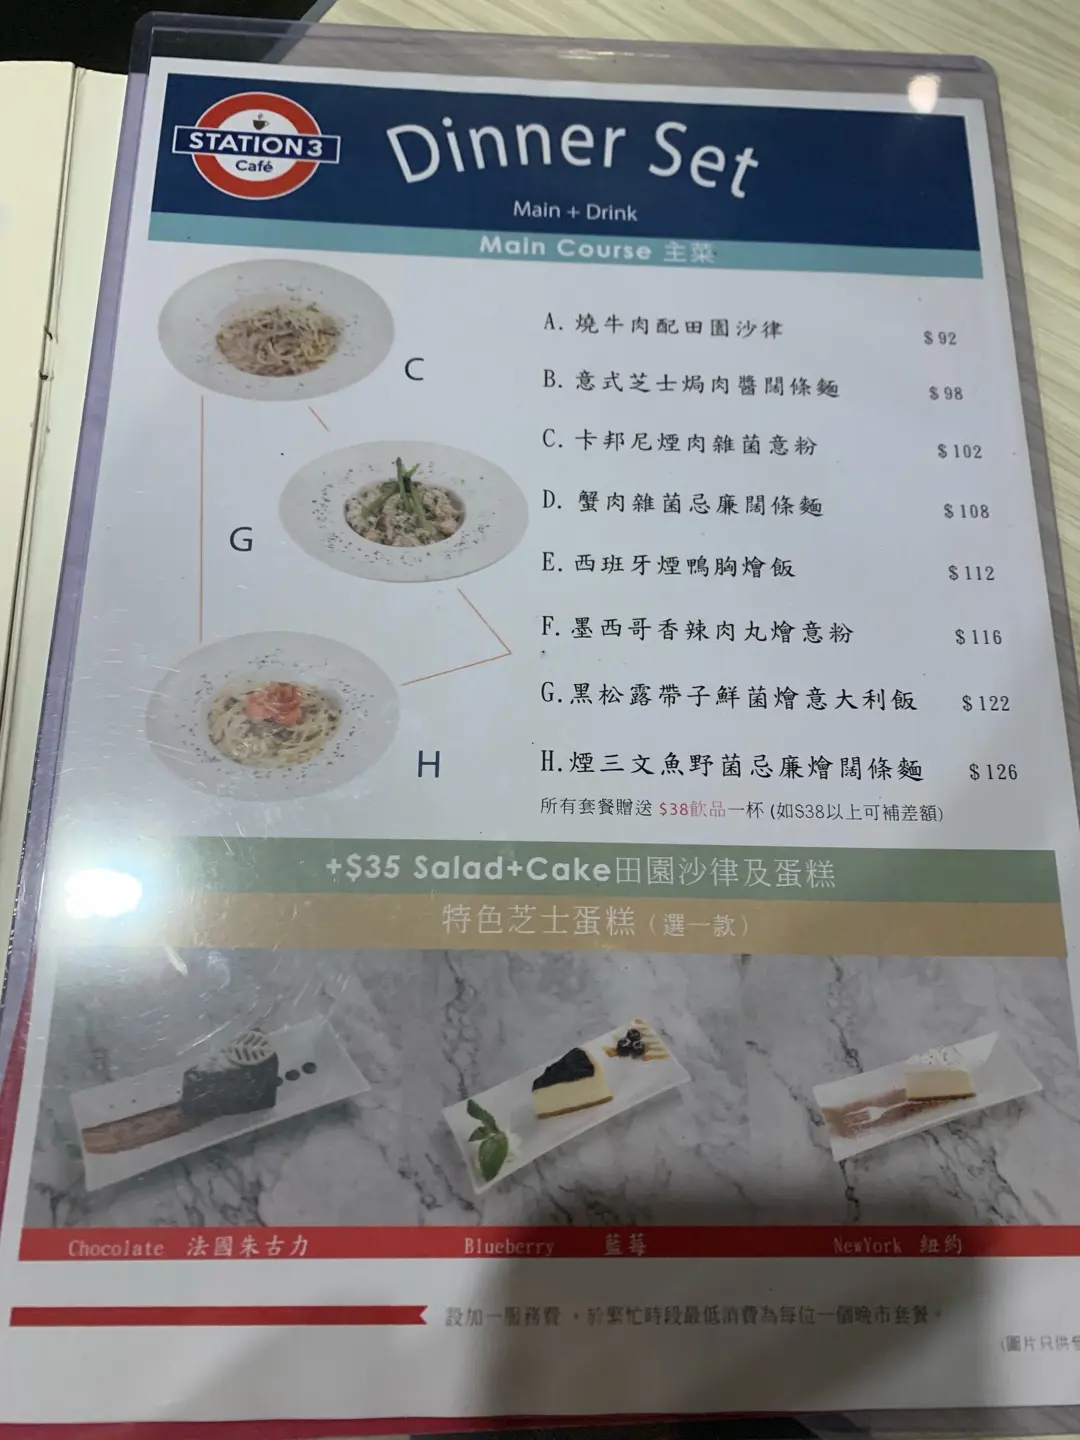 STATION 3
Café
Dinner Set
Main + Drink
Main Course 主菜
A. 燒牛肉配田園沙律 $92
B. 意式芝士焗肉醬闊條麵 $98
C. 卡邦尼煙肉雜菌意粉 $102
D. 蟹肉雜菌忌廉闊條麵 $108
E. 西班牙煙鴨胸燴飯 $112
F. 墨西哥香辣肉丸燴意粉 $116
G. 黑松露帶子鮮菌燴意大利飯 $122
H. 煙三文魚野菌忌廉燴闊條麵 $126
所有套餐贈送 $38飲品一杯 (如$38以上可補差額)
C
G
H
+$35 Salad+Cake田園沙律及蛋糕
特色芝士蛋糕 (選一款)
Chocolate 法國朱古力 Blueberry 藍莓 NewYork 紐約
設加一服務費，於繁忙時段最低消費為每位一個晚市套餐。
(圖片只供